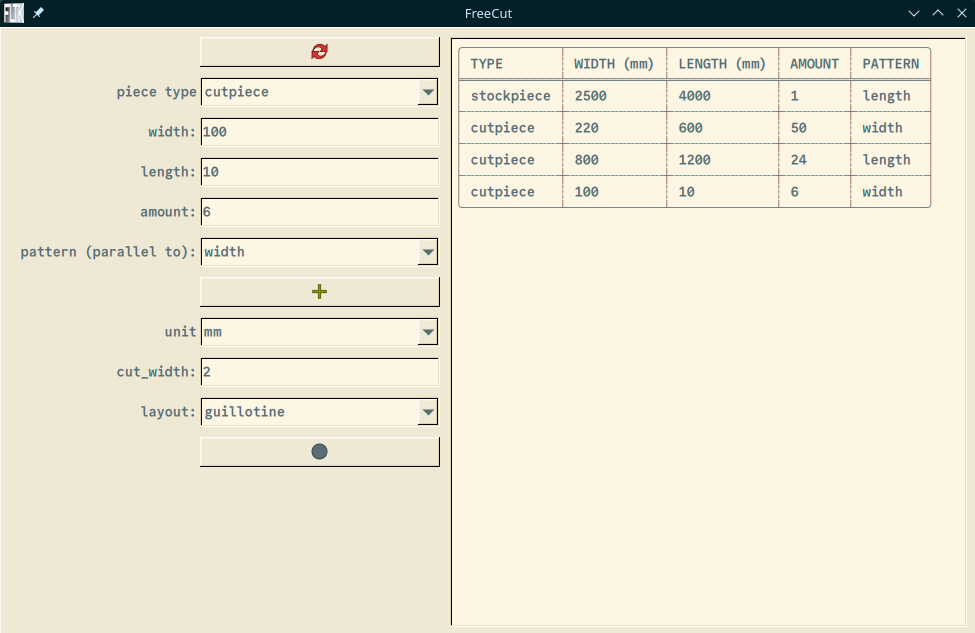 FreeCut
piece type cutpiece
width: 100
length: 10
amount: 6
pattern (parallel to): width
unit mm
cut_width: 2
layout: guillotine
TYPE WIDTH (mm) LENGTH (mm) AMOUNT PATTERN
stockpiece 2500 4000 1 length
cutpiece 220 600 50 width
cutpiece 800 1200 24 length
cutpiece 100 10 6 width